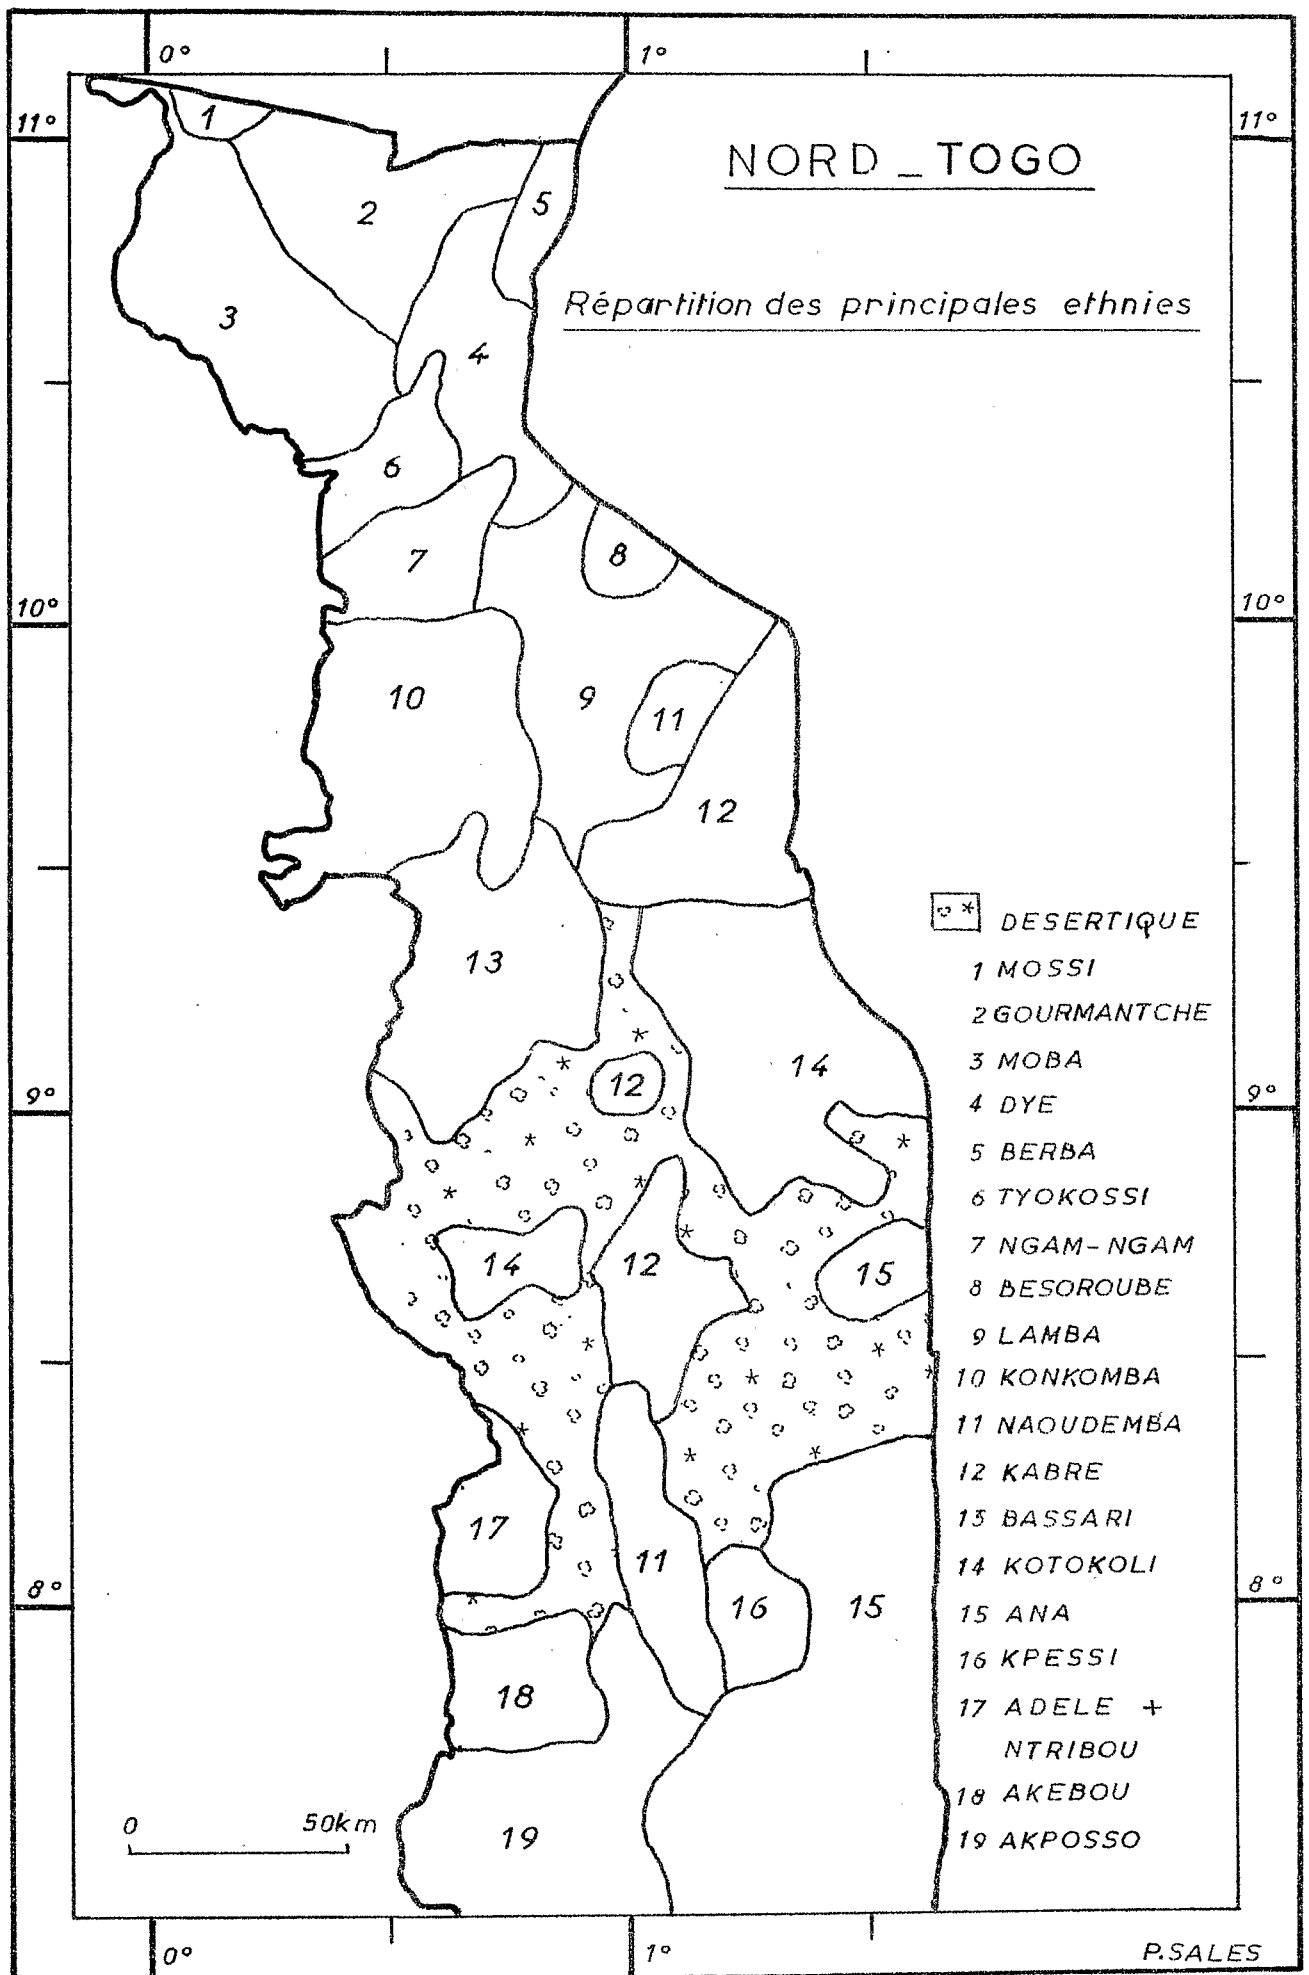 0° 1°
11° 11°
NORD _ TOGO
Répartition des principales ethnies
1
2
5
3
4
6
7
8
10° 10°
10
9
11
12
DESERTIQUE
13
1 MOSSI
2 GOURMANTCHE
14
3 MOBA
12
9° 9°
4 DYE
5 BERBA
6 TYOKOSSI
7 NGAM-NGAM
14
12
15
8 BESOROUBE
9 LAMBA
10 KONKOMBA
11 NAOUDEMBA
12 KABRE
17
13 BASSARI
11
14 KOTOKOLI
8° 8°
16
15
15 ANA
16 KPESSI
18
17 ADELE +
NTRIBOU
18 AKEBOU
0 50km
19
19 AKPOSSO
0° 1°
P.SALES